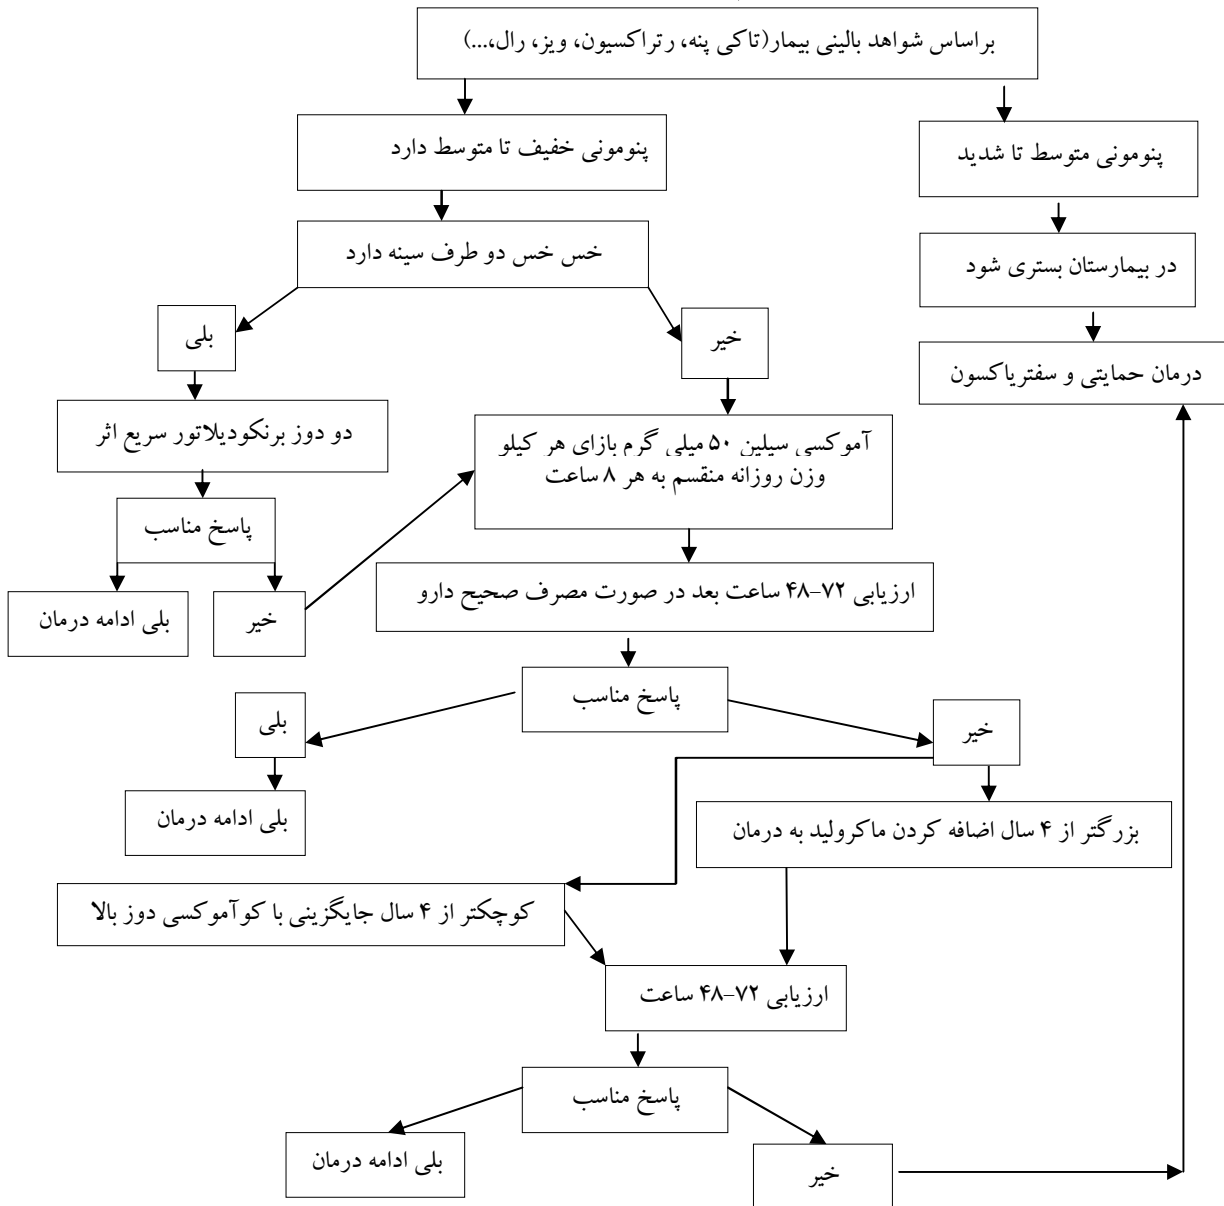 براساس شواهد بالینی بیمار(تاکی پنه، رتراکسیون، ویز، رال،...)
پنومونی متوسط تا شدید
پنومونی خفیف تا متوسط دارد
در بیمارستان بستری شود
خس خس دو طرف سینه دارد
درمان حمایتی و سفتریاکسون
خیر
بلی
آموکسی سیلین ۵۰ میلی گرم بازای هر کیلو
وزن روزانه منقسم به هر ۸ ساعت
دو دوز برنکودیلاتور سریع اثر
پاسخ مناسب
خیر
بلی ادامه درمان
ارزیابی ۷۲-۴۸ ساعت بعد در صورت مصرف صحیح دارو
پاسخ مناسب
خیر
بلی
بلی ادامه درمان
بزرگتر از ۴ سال اضافه کردن ماکرولید به درمان
کوچکتر از ۴ سال جایگزینی با کوآموکسی دوز بالا
ارزیابی ۷۲-۴۸ ساعت
پاسخ مناسب
بلی ادامه درمان
خیر